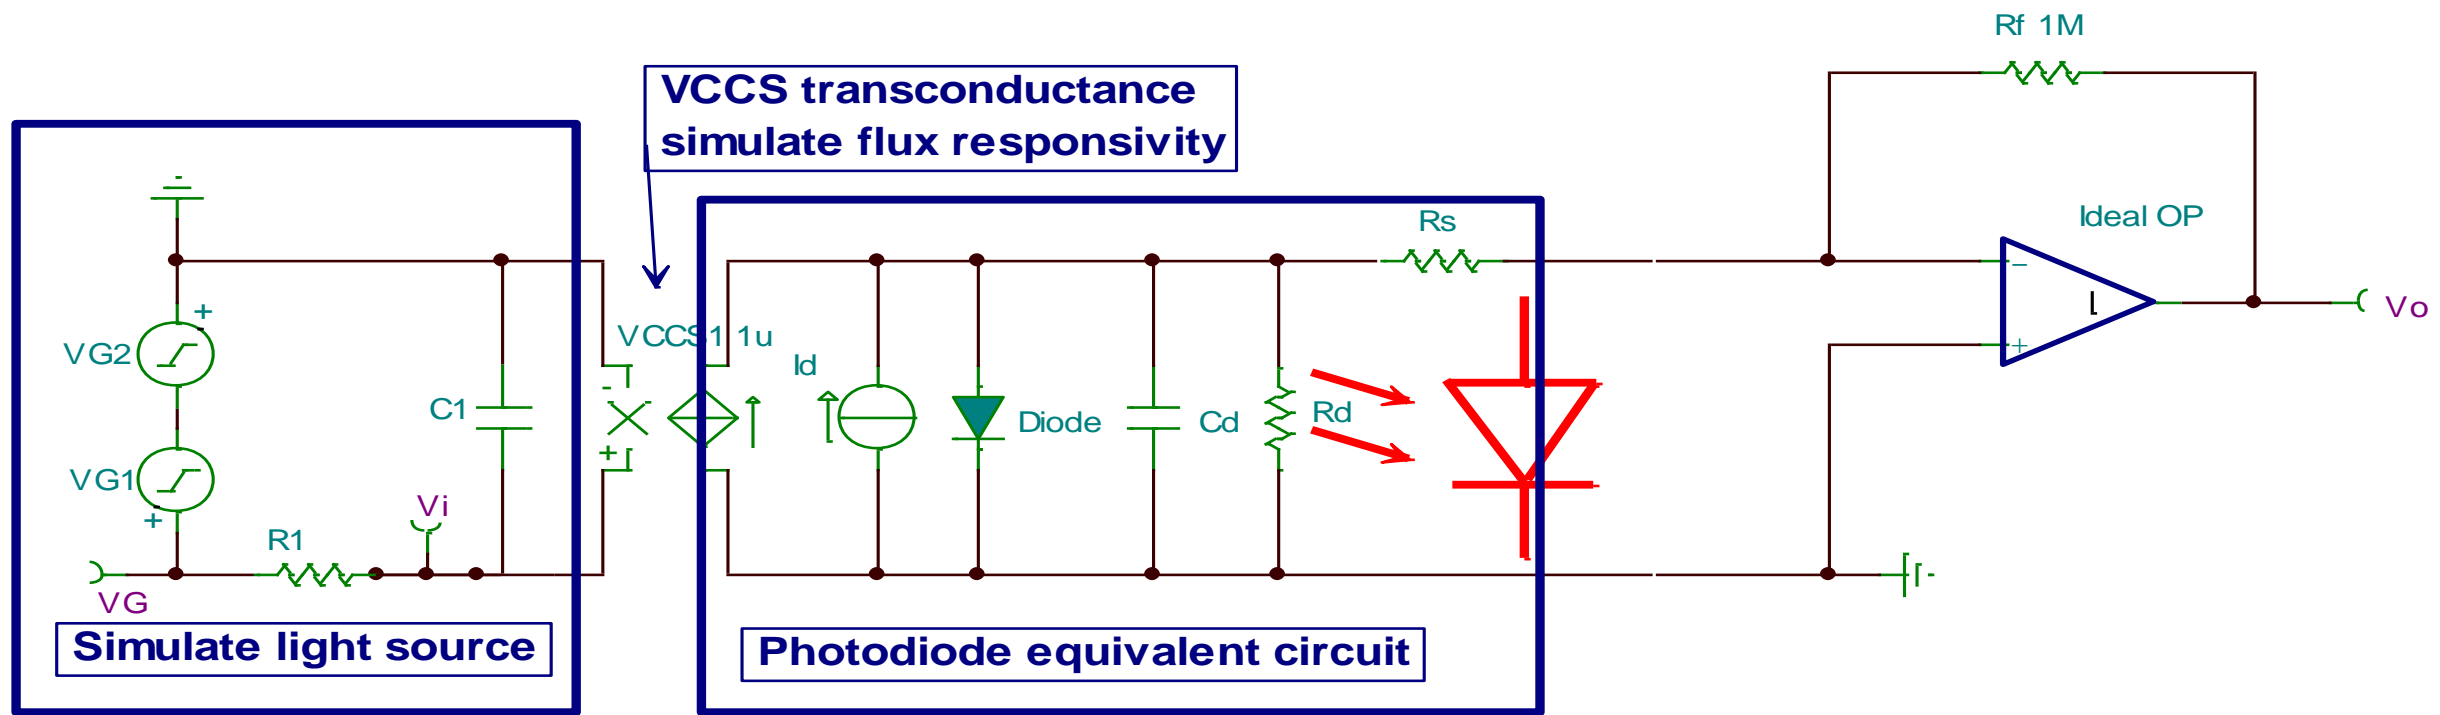 Rf 1M
VCCS transconductance
simulate flux responsivity
Rs
Ideal OP
+
VG2
VCCS1 1u
Id
-
C1
Diode
Cd
Rd
Vo
-
+
VG1
+
+
Vi
R1
VG
Simulate light source
Photodiode equivalent circuit